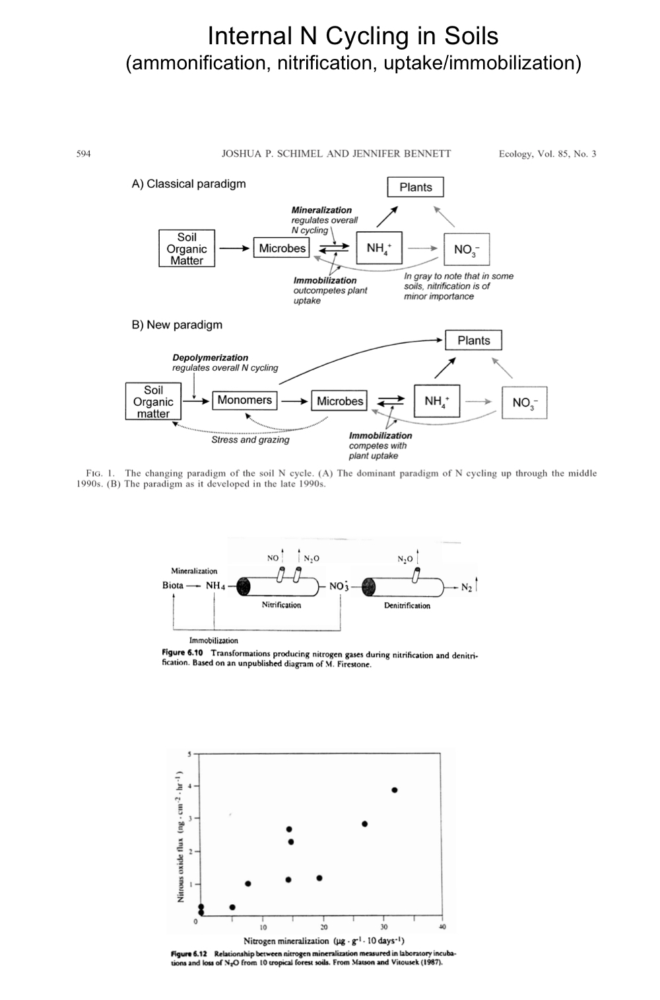 Internal N Cycling in Soils
(ammonification, nitrification, uptake/immobilization)
594 JOSHUA P. SCHIMEL AND JENNIFER BENNETT Ecology, Vol. 85, No. 3
A) Classical paradigm
Plants
Mineralization
regulates overall
N cycling
Soil
Organic
Matter
Microbes
NH4+
NO3-
Immobilization
outcompetes plant
uptake
In gray to note that in some
soils, nitrification is of
minor importance
B) New paradigm
Plants
Depolymerization
regulates overall N cycling
Soil
Organic
matter
Monomers
Microbes
NH4+
NO3-
Stress and grazing
Immobilization
competes with
plant uptake
FIG. 1. The changing paradigm of the soil N cycle. (A) The dominant paradigm of N cycling up through the middle
1990s. (B) The paradigm as it developed in the late 1990s.
NO N2O N2O
Mineralization
Biota NH4 NO3- N2
Nitrification Denitrification
Immobilization
Figure 6.10 Transformations producing nitrogen gases during nitrification and denitri-
fication. Based on an unpublished diagram of M. Firestone.
5
4
3
2
1
0
Nitrous oxide flux (ng · cm-2 · hr-1)
10 20 30 40
Nitrogen mineralization (µg · g-1 · 10 days-1)
Figure 6.12 Relationship between nitrogen mineralization measured in laboratory incuba-
tions and loss of N2O from 10 tropical forest soils. From Matson and Vitousek (1987).